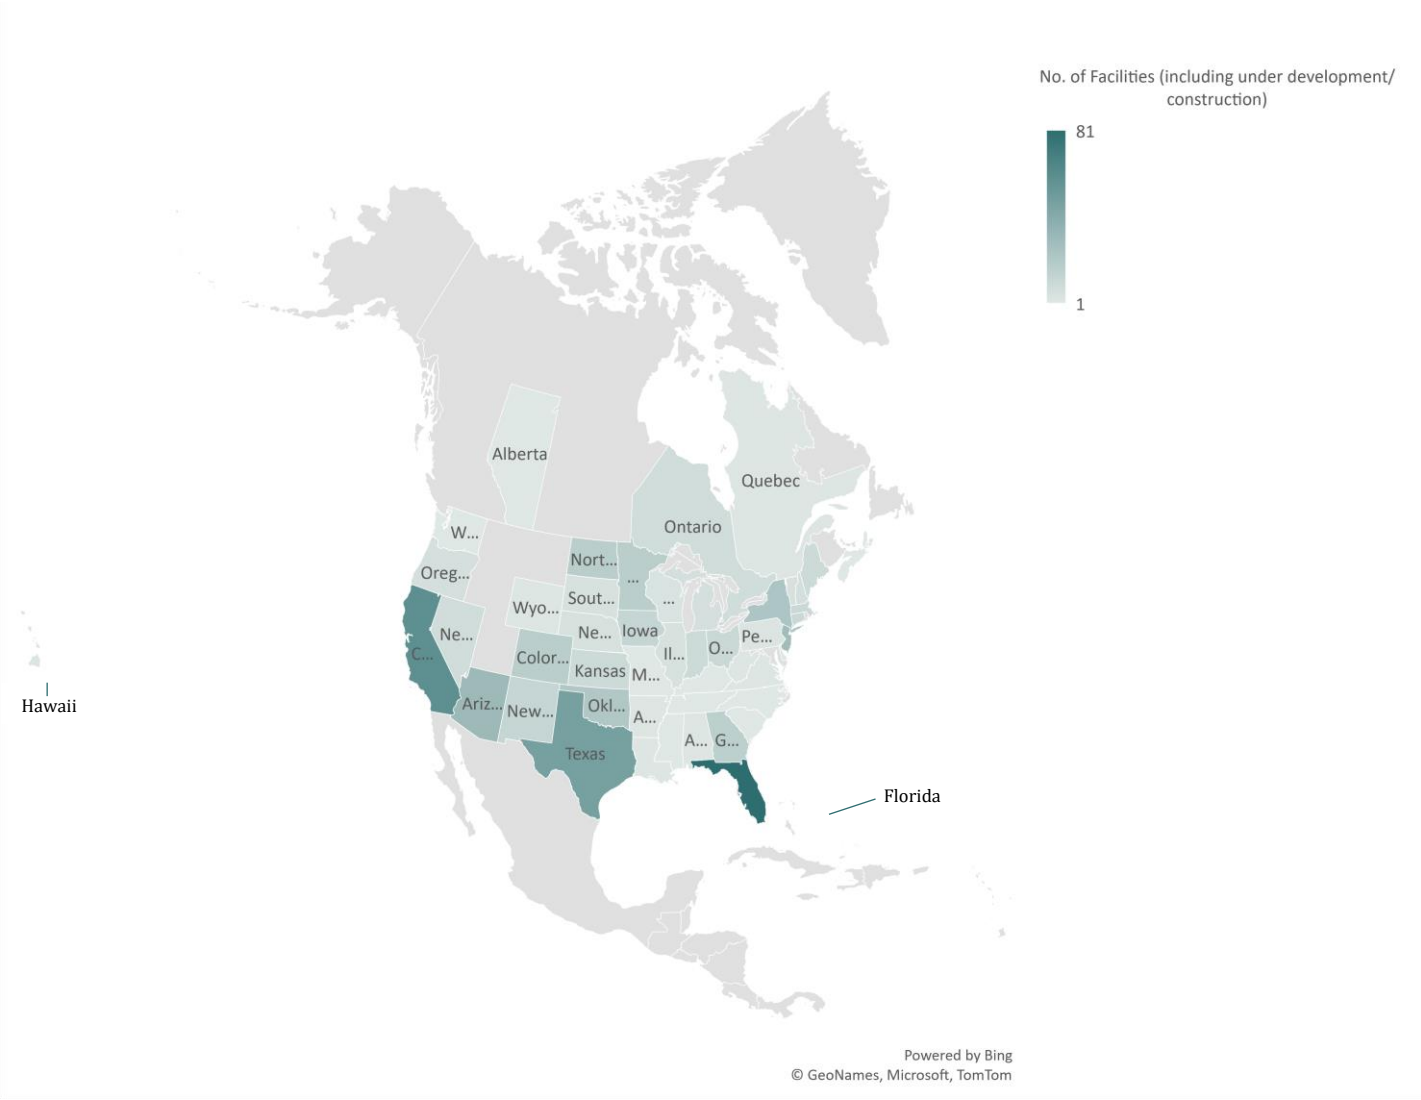 No. of Facilities (including under development/
construction)
81
1
Alberta
Quebec
Ontario
W...
Nort...
Oreg...
...
Sout...
...
Wyo...
Ne...
Ne...
Iowa
Pe...
C...
Color...
Il...
O...
Kansas
M...
Hawaii
Ariz...
New...
Okl...
A...
A...
G...
Texas
Florida
Powered by Bing
© GeoNames, Microsoft, TomTom